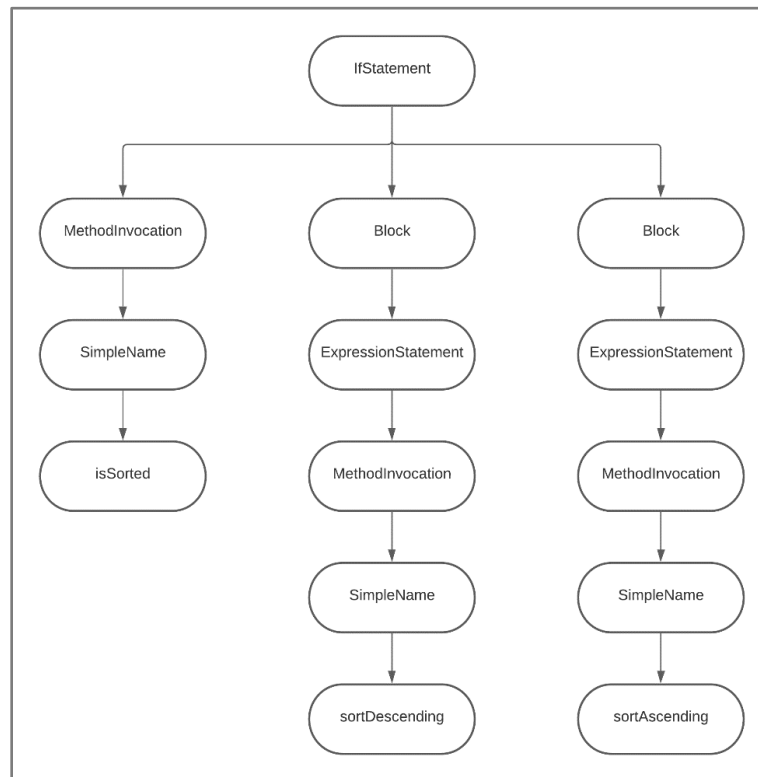 IfStatement
MethodInvocation
Block
Block
SimpleName
ExpressionStatement
ExpressionStatement
isSorted
MethodInvocation
MethodInvocation
SimpleName
SimpleName
sortDescending
sortAscending